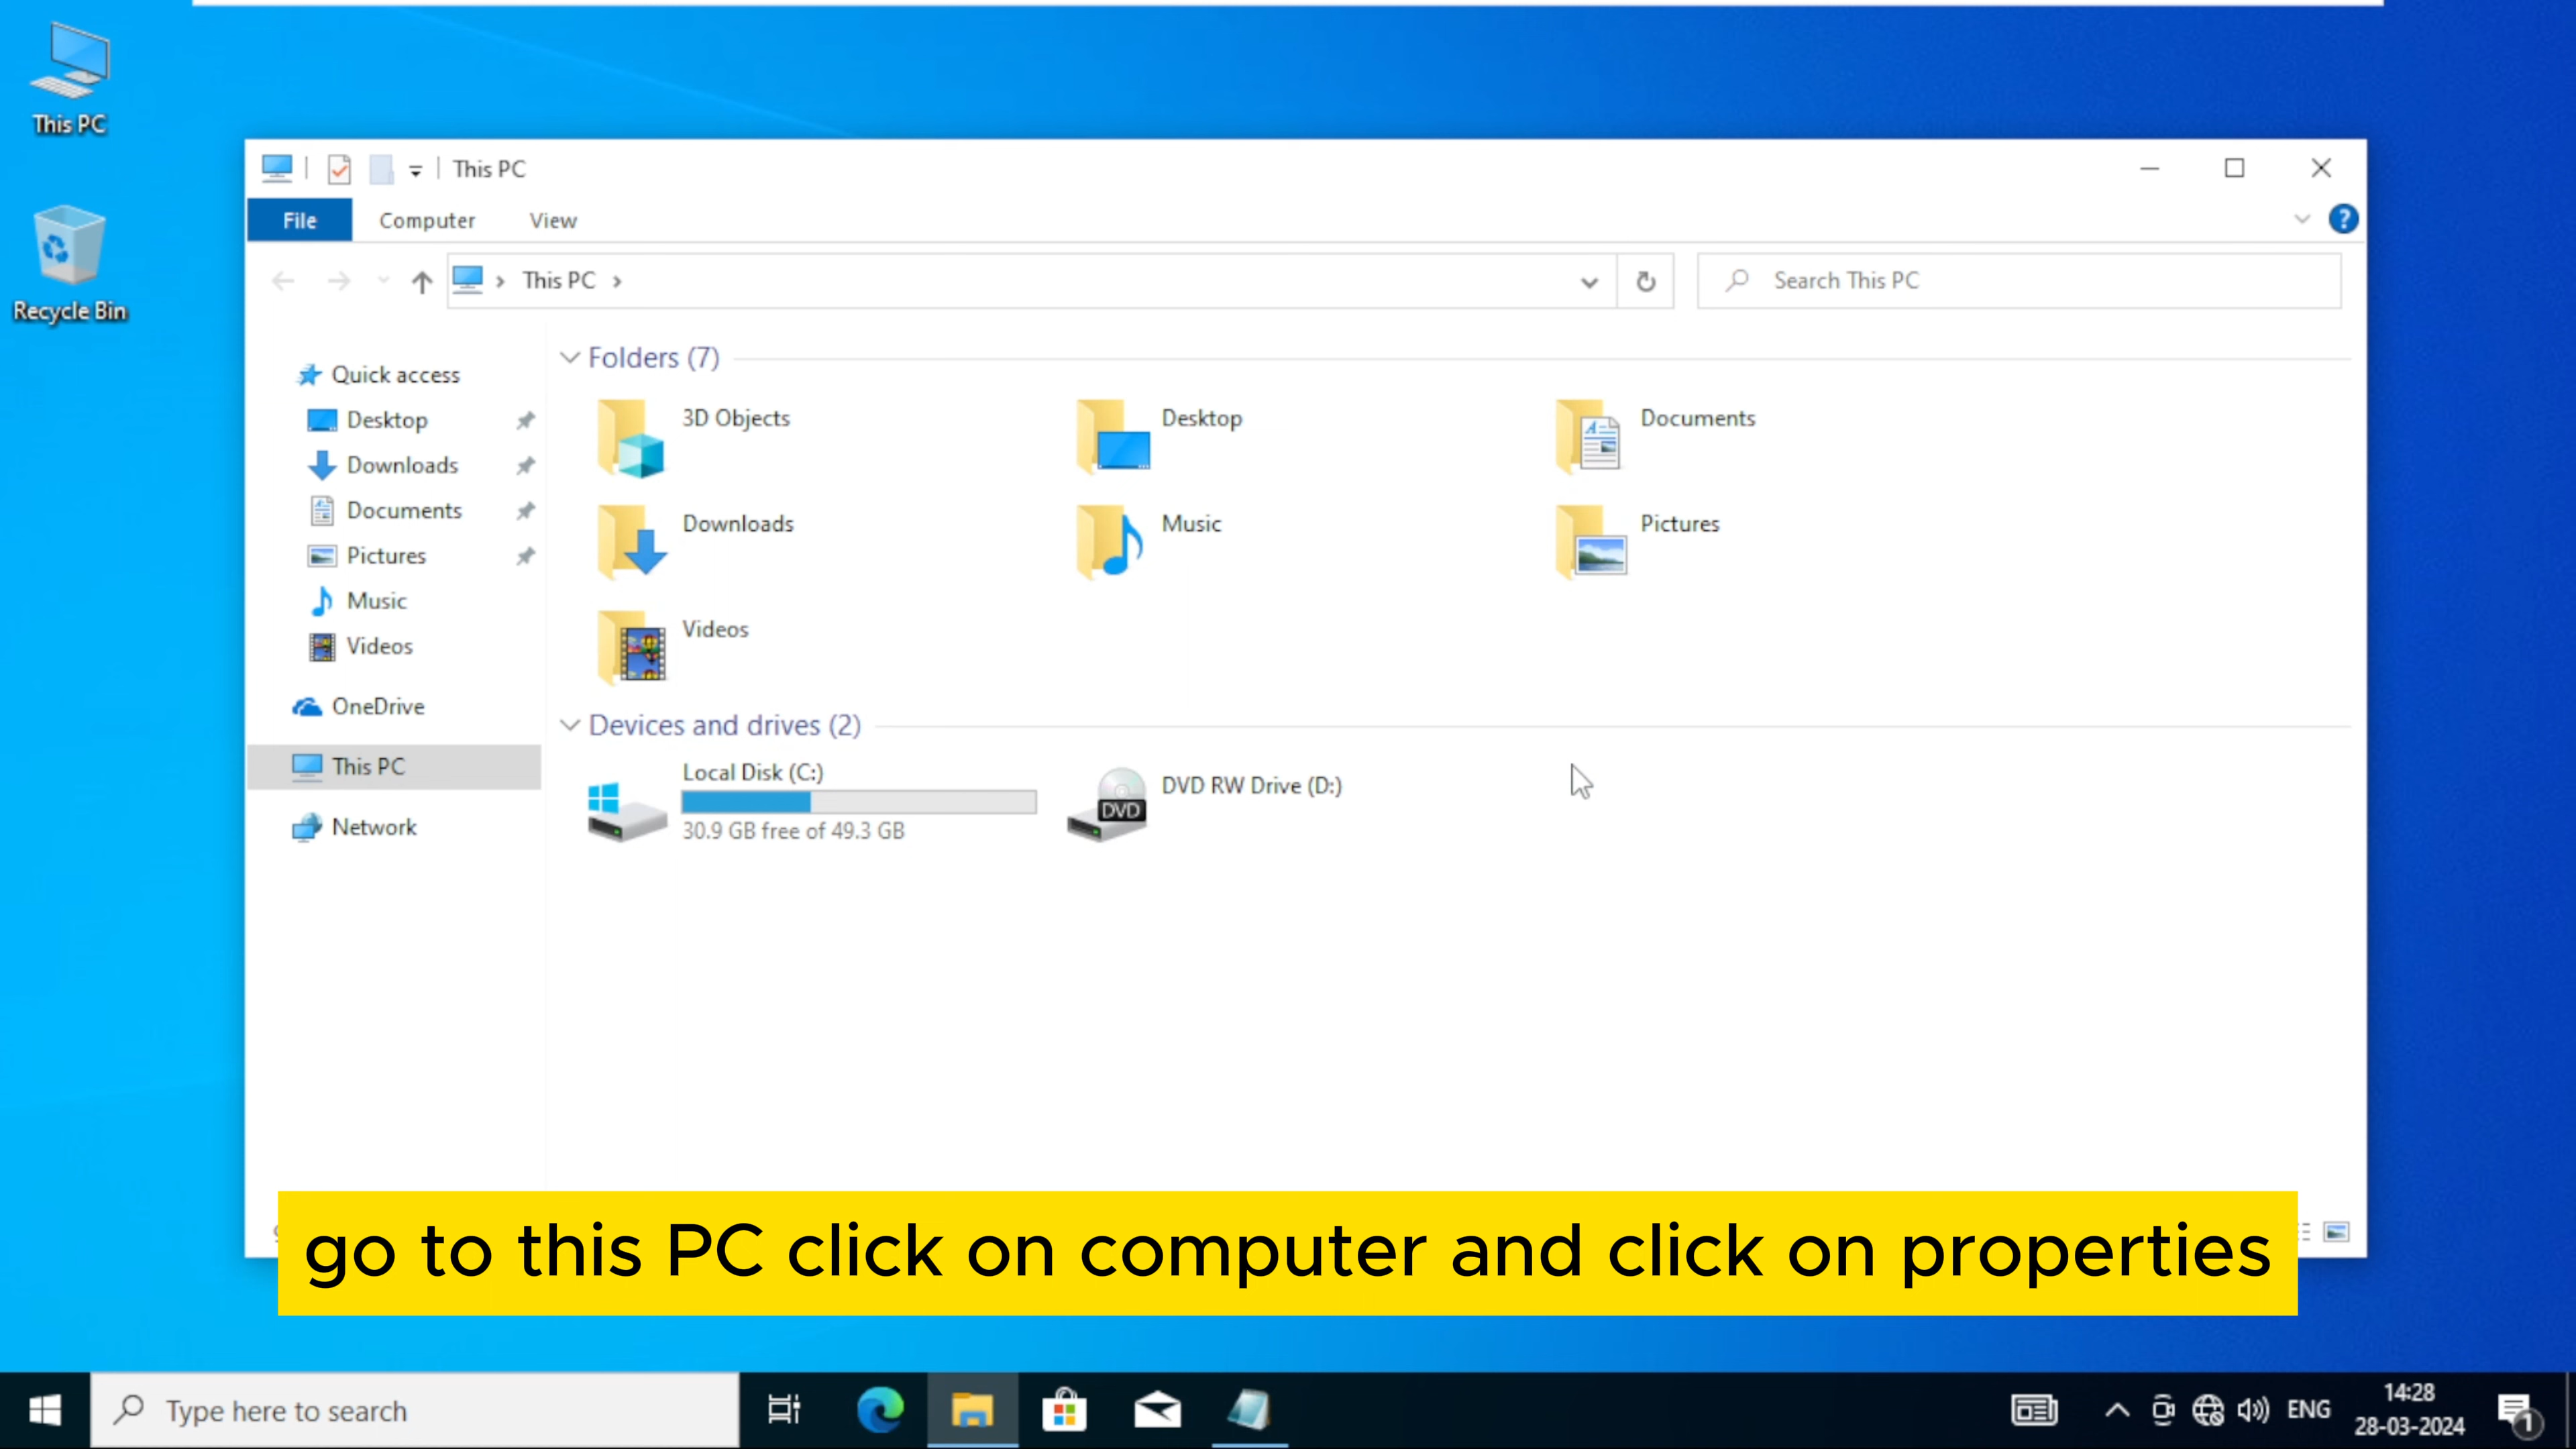 This PC
Recycle Bin
This PC
File Computer View
This PC
Search This PC
Quick access
Desktop
Downloads
Documents
Pictures
Music
Videos
OneDrive
This PC
Network
Folders (7)
3D Objects
Desktop
Documents
Downloads
Music
Pictures
Videos
Devices and drives (2)
Local Disk (C:)
30.9 GB free of 49.3 GB
DVD
DVD RW Drive (D:)
go to this PC click on computer and click on properties
Type here to search
ENG
14:28
28-03-2024
1